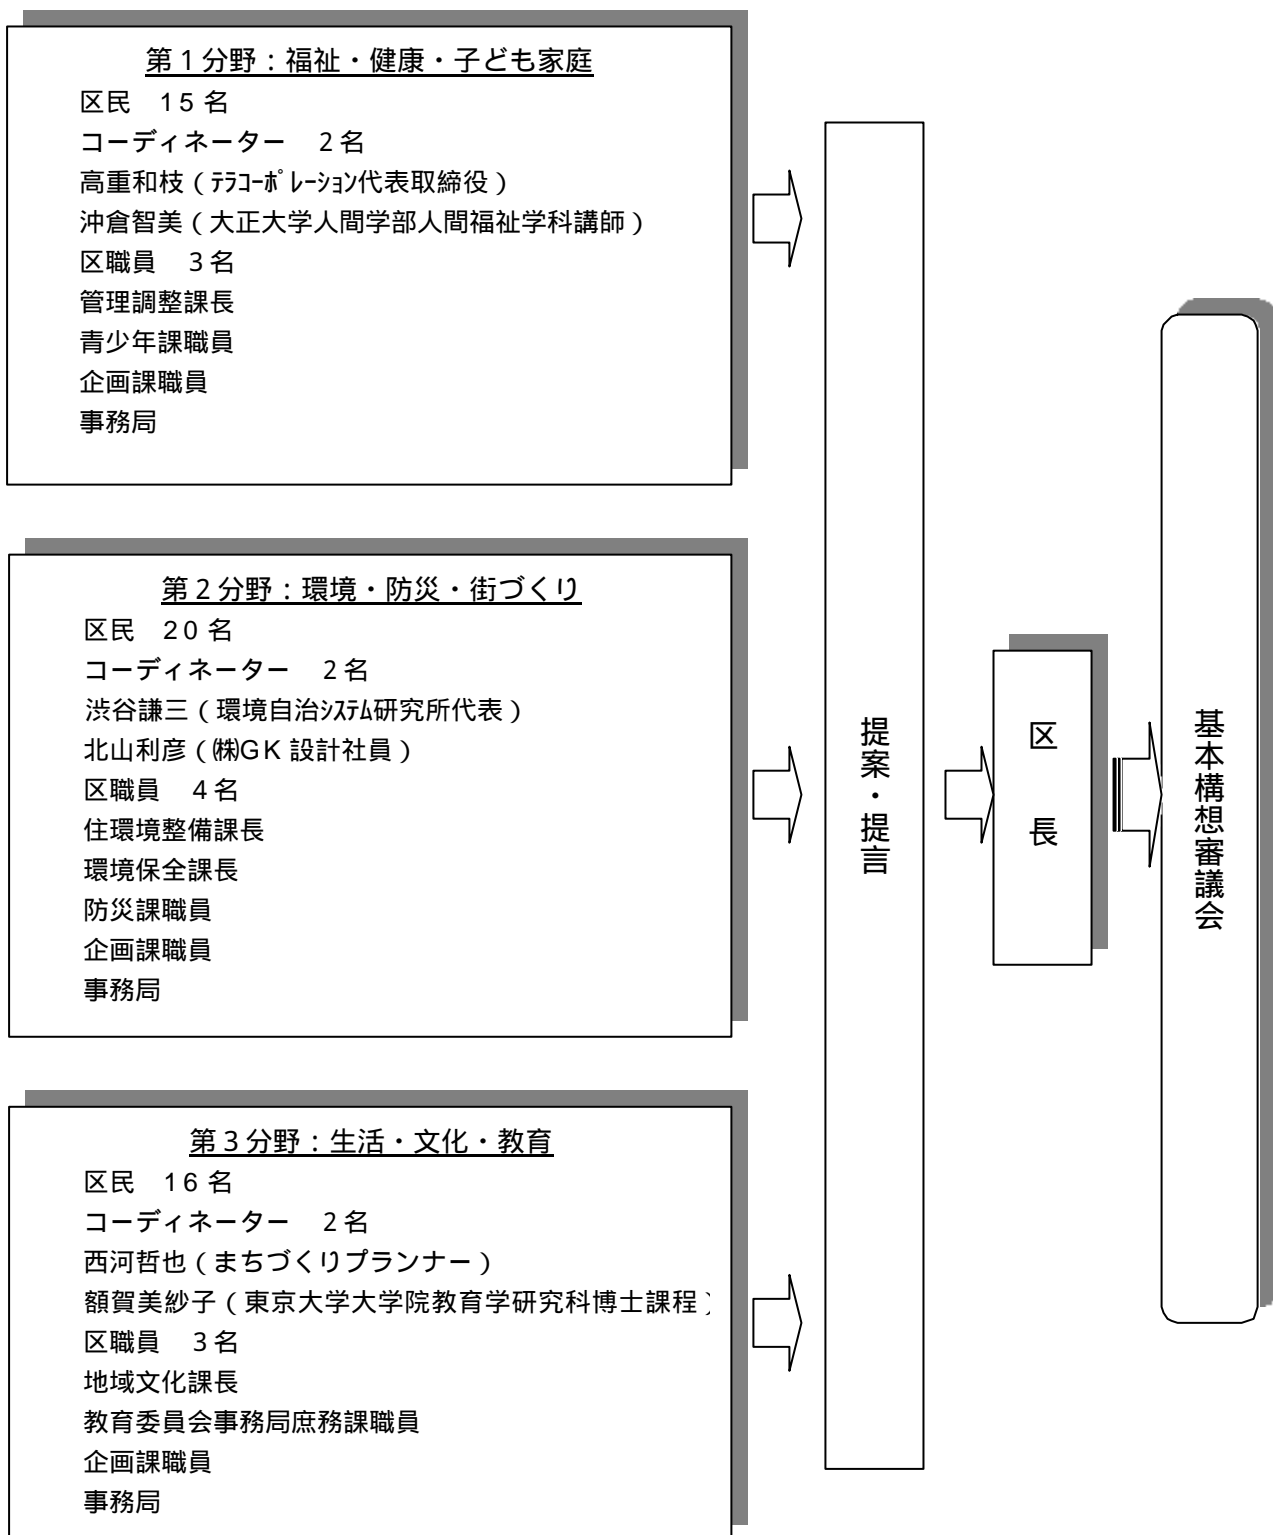 第1分野：福祉・健康・子ども家庭
区民　15名
コーディネーター　2名
高重和枝（ﾃﾗｺｰﾎﾟﾚｰｼｮﾝ代表取締役）
沖倉智美（大正大学人間学部人間福祉学科講師）
区職員　3名
管理調整課長
青少年課職員
企画課職員
事務局
第2分野：環境・防災・街づくり
区民　20名
コーディネーター　2名
渋谷謙三（環境自治ｼｽﾃﾑ研究所代表）
北山利彦（㈱GK設計社員）
区職員　4名
住環境整備課長
環境保全課長
防災課職員
企画課職員
事務局
第3分野：生活・文化・教育
区民　16名
コーディネーター　2名
西河哲也（まちづくりプランナー）
額賀美紗子（東京大学大学院教育学研究科博士課程）
区職員　3名
地域文化課長
教育委員会事務局庶務課職員
企画課職員
事務局
提案・提言
区長
基本構想審議会